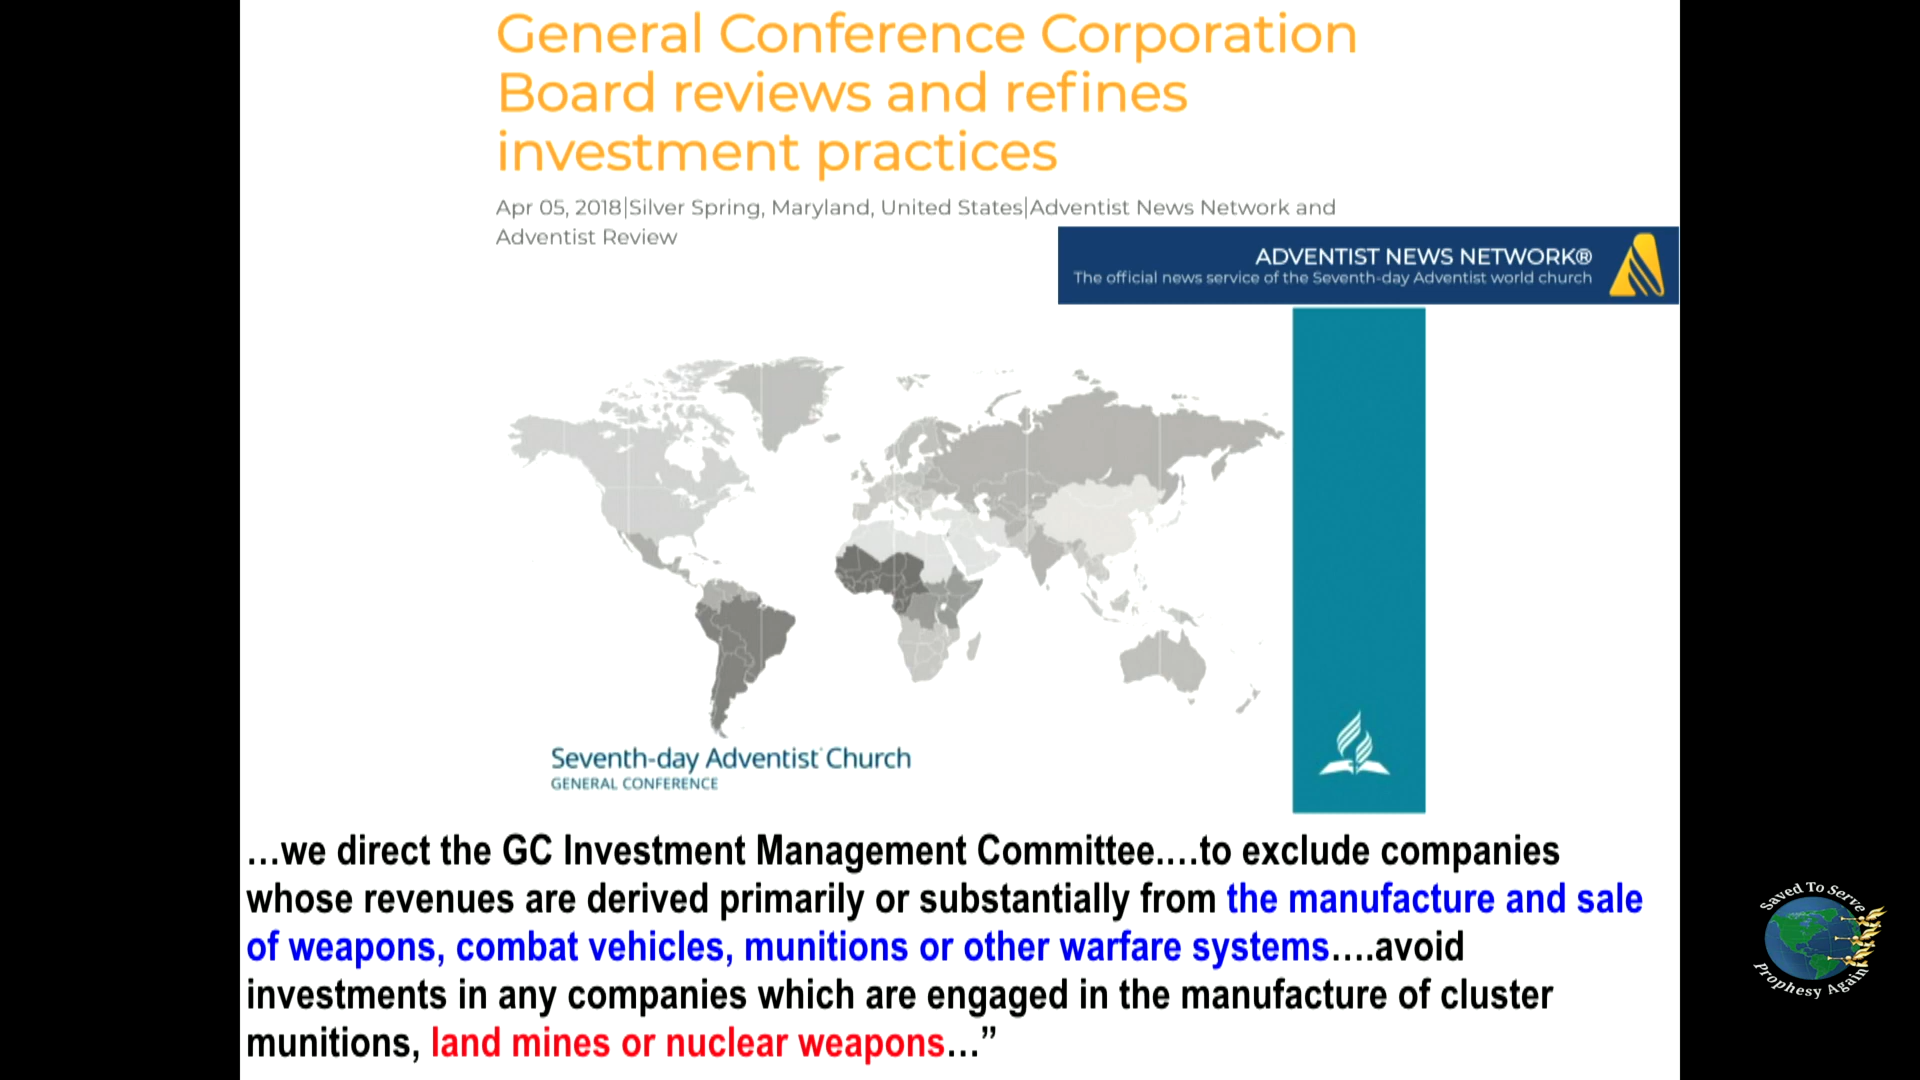 General Conference Corporation
Board reviews and refines
investment practices
Apr 05, 2018|Silver Spring, Maryland, United States|Adventist News Network and
Adventist Review
ADVENTIST NEWS NETWORK®
The official news service of the Seventh-day Adventist world church
Seventh-day Adventist Church
GENERAL CONFERENCE
...we direct the GC Investment Management Committee....to exclude companies
whose revenues are derived primarily or substantially from the manufacture and sale
of weapons, combat vehicles, munitions or other warfare systems....avoid
investments in any companies which are engaged in the manufacture of cluster
munitions, land mines or nuclear weapons...”
Saved To Serve
Prophesy Again